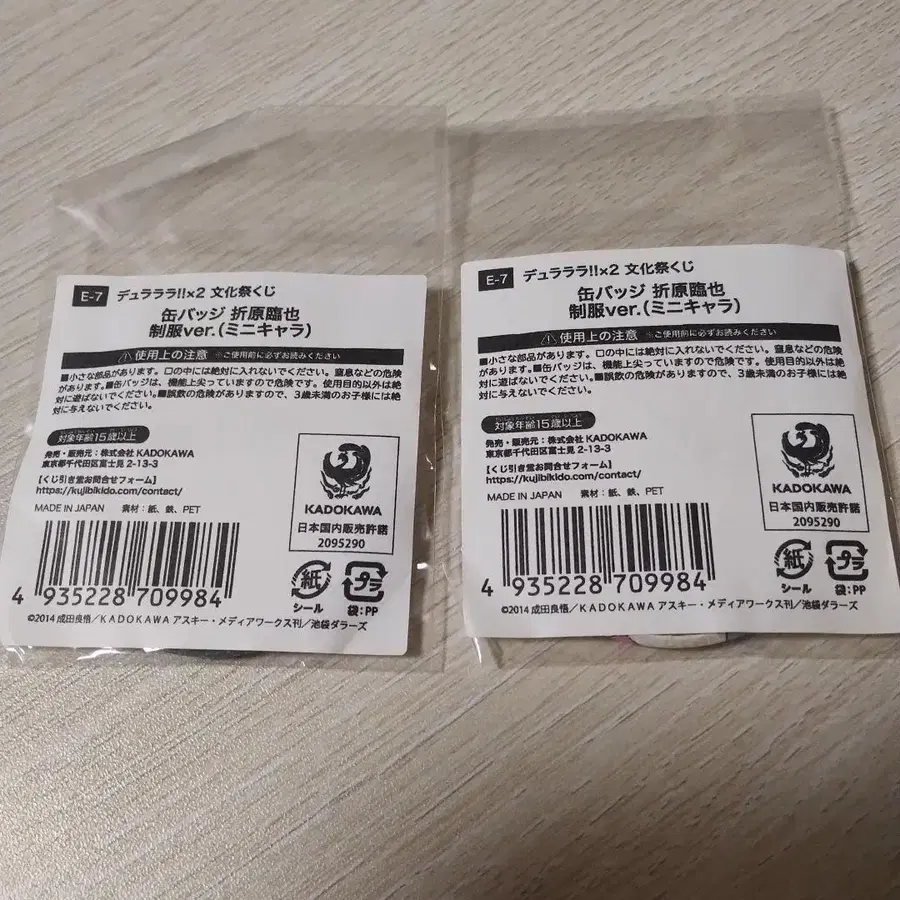 E-7 デュラララ!!×2 文化祭くじ
缶バッジ 折原臨也
制服ver.(ミニキャラ)
⚠使用上の注意 ※ご使用前に必ずお読みください
■小さな部品があります。口の中には絶対に入れないでください。窒息などの危険
があります。■缶バッジは、機能上尖っていますので危険です。使用目的以外は絶
対に遊ばないでください。■誤飲の危険がありますので、3歳未満のお子様には絶
対に与えないでください。
対象年齢15歳以上
発売・販売元:株式会社 KADOKAWA
東京都千代田区富士見 2-13-3
【くじ引き堂お問合せフォーム】
https://kujibikido.com/contact/
MADE IN JAPAN 素材:紙、鉄、PET
KADOKAWA
日本国内販売許諾
2095290
4 935228 709984
紙
シール
プラ
袋:PP
©2014 成田良悟/KADOKAWA アスキー・メディアワークス刊/池袋ダラーズ
E-7 デュラララ!!×2 文化祭くじ
缶バッジ 折原臨也
制服ver.(ミニキャラ)
⚠使用上の注意 ※ご使用前に必ずお読みください
■小さな部品があります。口の中には絶対に入れないでください。窒息などの危険
があります。■缶バッジは、機能上尖っていますので危険です。使用目的以外は絶
対に遊ばないでください。■誤飲の危険がありますので、3歳未満のお子様には絶
対に与えないでください。
対象年齢15歳以上
発売・販売元:株式会社 KADOKAWA
東京都千代田区富士見 2-13-3
【くじ引き堂お問合せフォーム】
https://kujibikido.com/contact/
MADE IN JAPAN 素材:紙、鉄、PET
KADOKAWA
日本国内販売許諾
2095290
4 935228 709984
紙
シール
プラ
袋:PP
©2014 成田良悟/KADOKAWA アスキー・メディアワークス刊/池袋ダラーズ